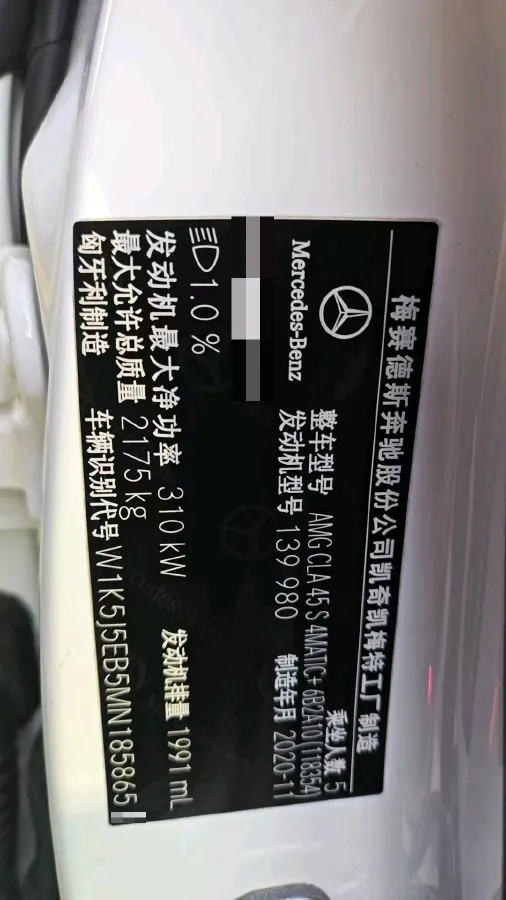 梅赛德斯奔驰股份公司凯奇凯梅特工厂 制造
Mercedes-Benz
整车型号 AMG CLA 45 S 4MATIC+ 6B2A10(118354)
乘坐人数 5
发动机型号 139 980 制造年月 2020-11
1.0 %
发动机最大净功率 310 kW 发动机排量 1991 mL
最大允许总质量 2175 kg
匈牙利制造 车辆识别代号 W1K5J5EB5MN185865